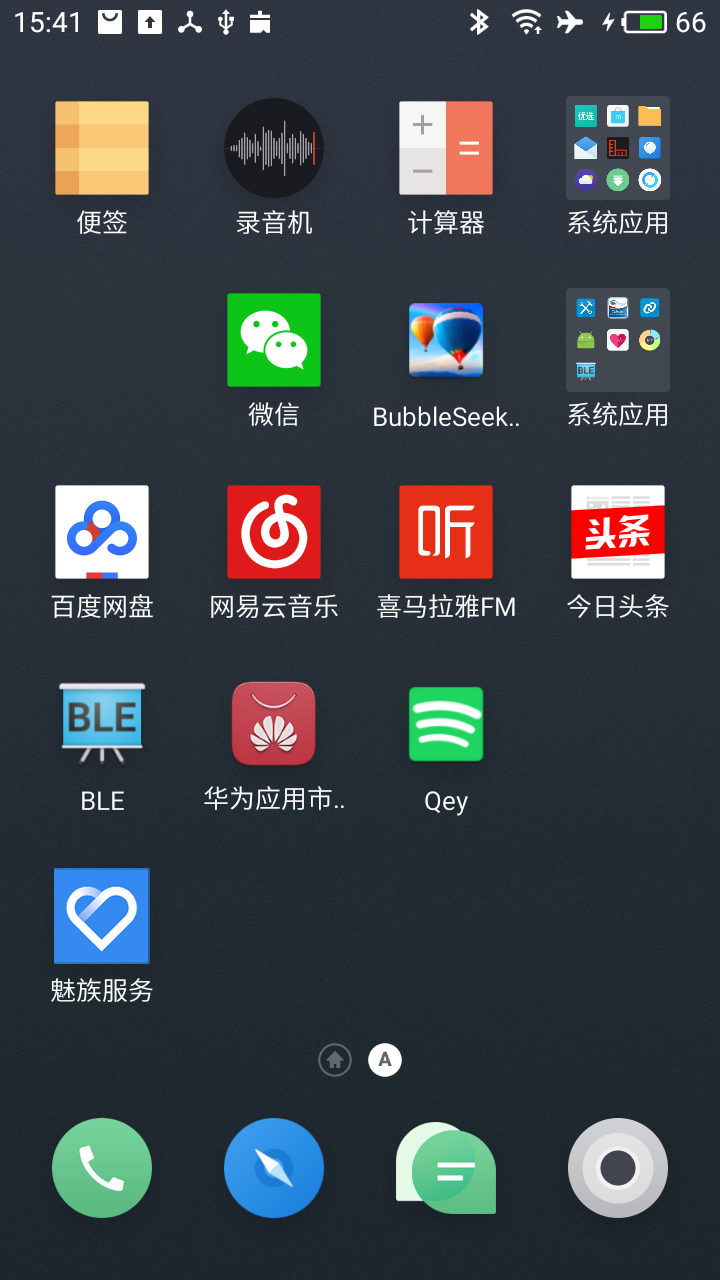 15:41 66
便签 录音机 计算器 系统应用
微信 BubbleSeek.. 系统应用
听 头条
百度网盘 网易云音乐 喜马拉雅FM 今日头条
BLE
BLE 华为应用市.. Qey
魅族服务
A